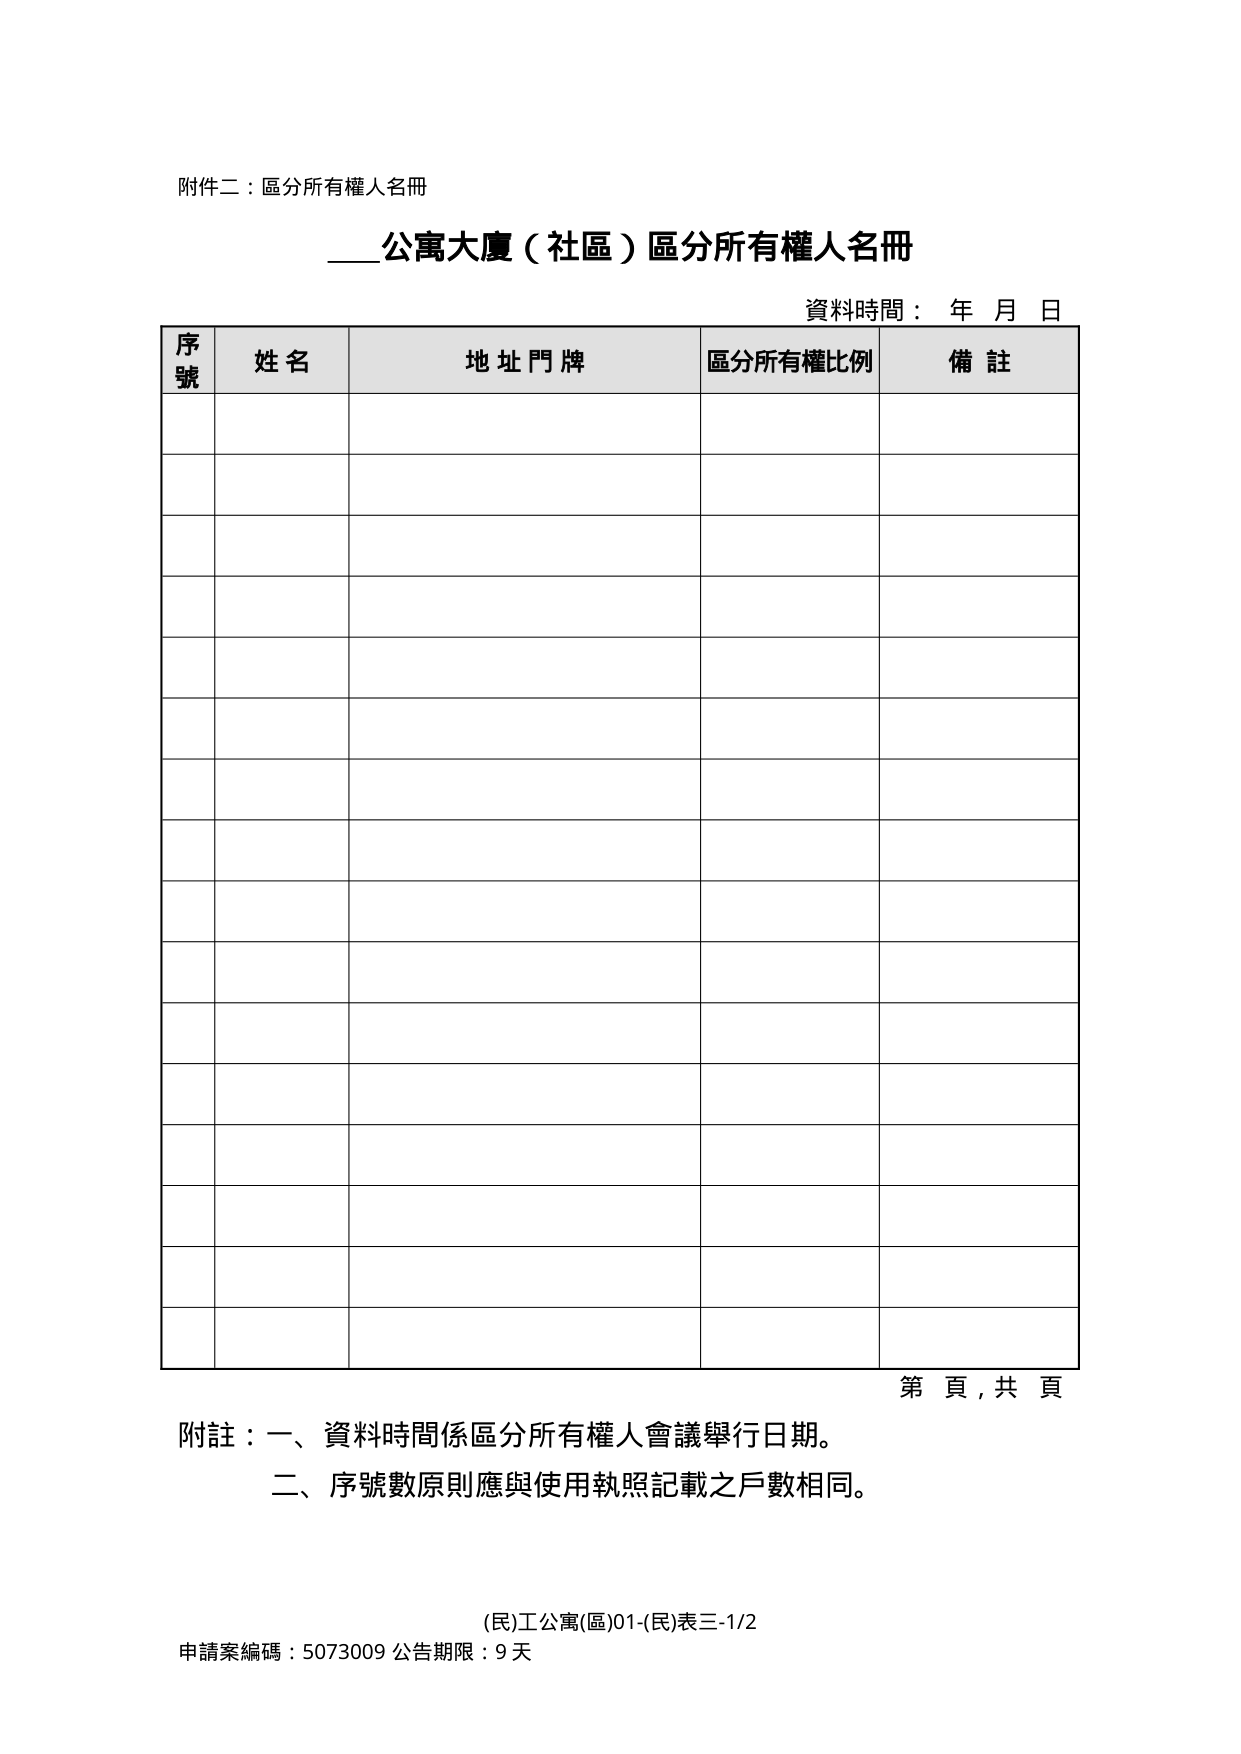 附件二：區分所有權人名冊
___公寓大廈（社區）區分所有權人名冊
資料時間： 年 月 日
序號 姓 名 地 址 門 牌 區分所有權比例 備 註
第 頁，共 頁
附註：一、資料時間係區分所有權人會議舉行日期。
二、序號數原則應與使用執照記載之戶數相同。
(民)工公寓(區)01-(民)表三-1/2
申請案編碼：5073009 公告期限：9 天